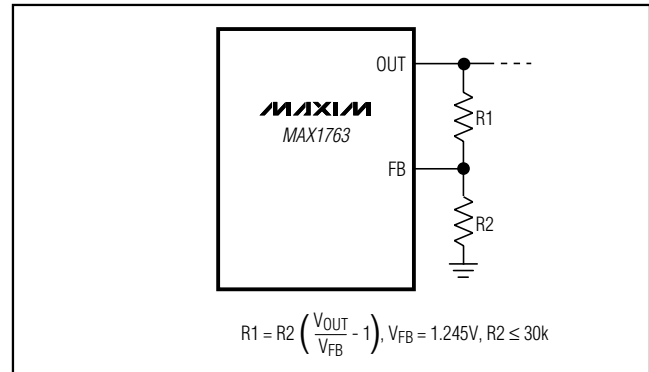 OUT
MAXIM
R1
MAX1763
FB
R2
R1 = R2 ( VOUT / VFB - 1 ), VFB = 1.245V, R2 ≤ 30k